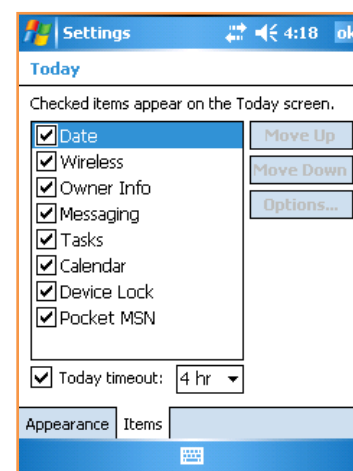 Settings 4:18 ok
Today
Checked items appear on the Today screen.
Date
Wireless
Owner Info
Messaging
Tasks
Calendar
Device Lock
Pocket MSN
Move Up
Move Down
Options...
Today timeout: 4 hr
Appearance Items